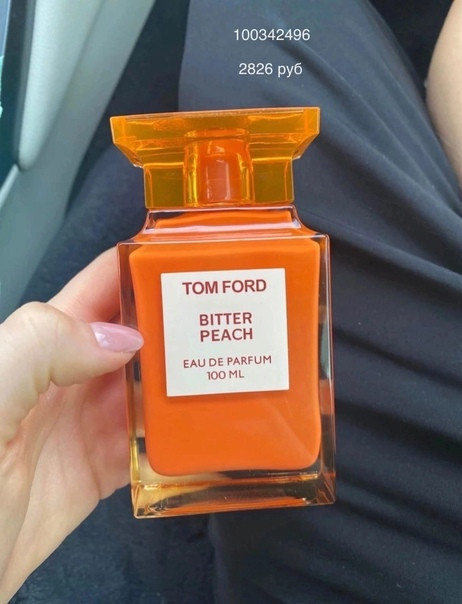 100342496
2826 руб
TOM FORD
BITTER
PEACH
EAU DE PARFUM
100 ML